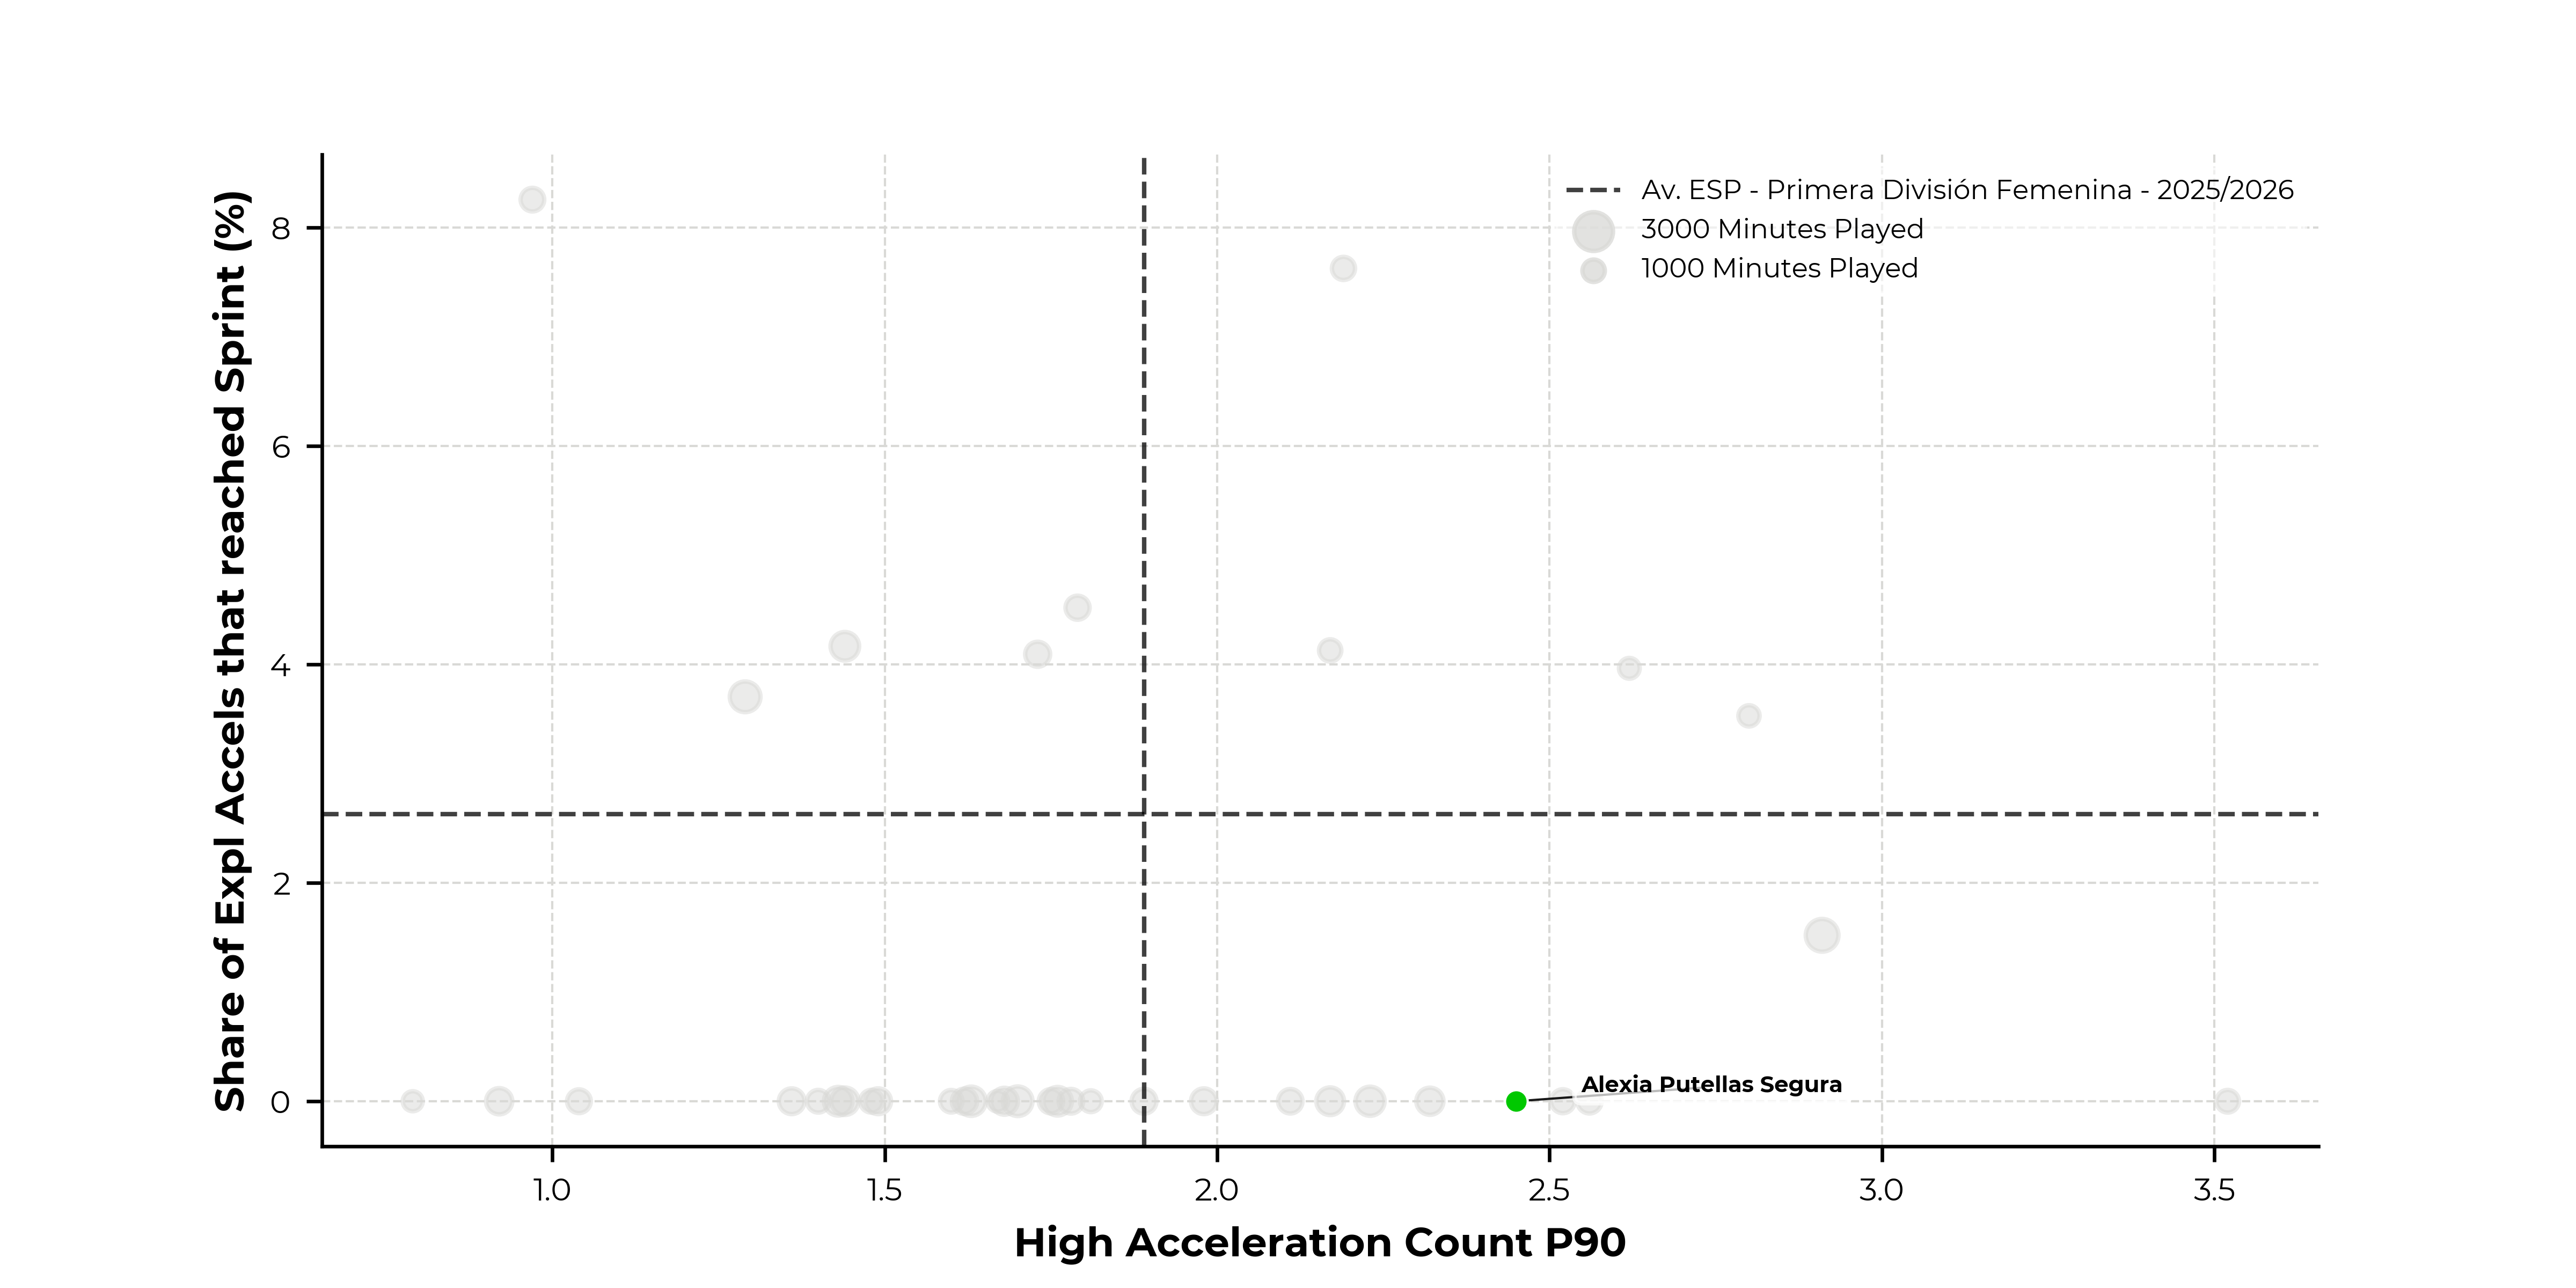 Av. ESP - Primera División Femenina - 2025/2026
3000 Minutes Played
1000 Minutes Played
Share of Expl Accels that reached Sprint (%)
8
6
4
2
0
Alexia Putellas Segura
1.0
1.5
2.0
2.5
3.0
3.5
High Acceleration Count P90